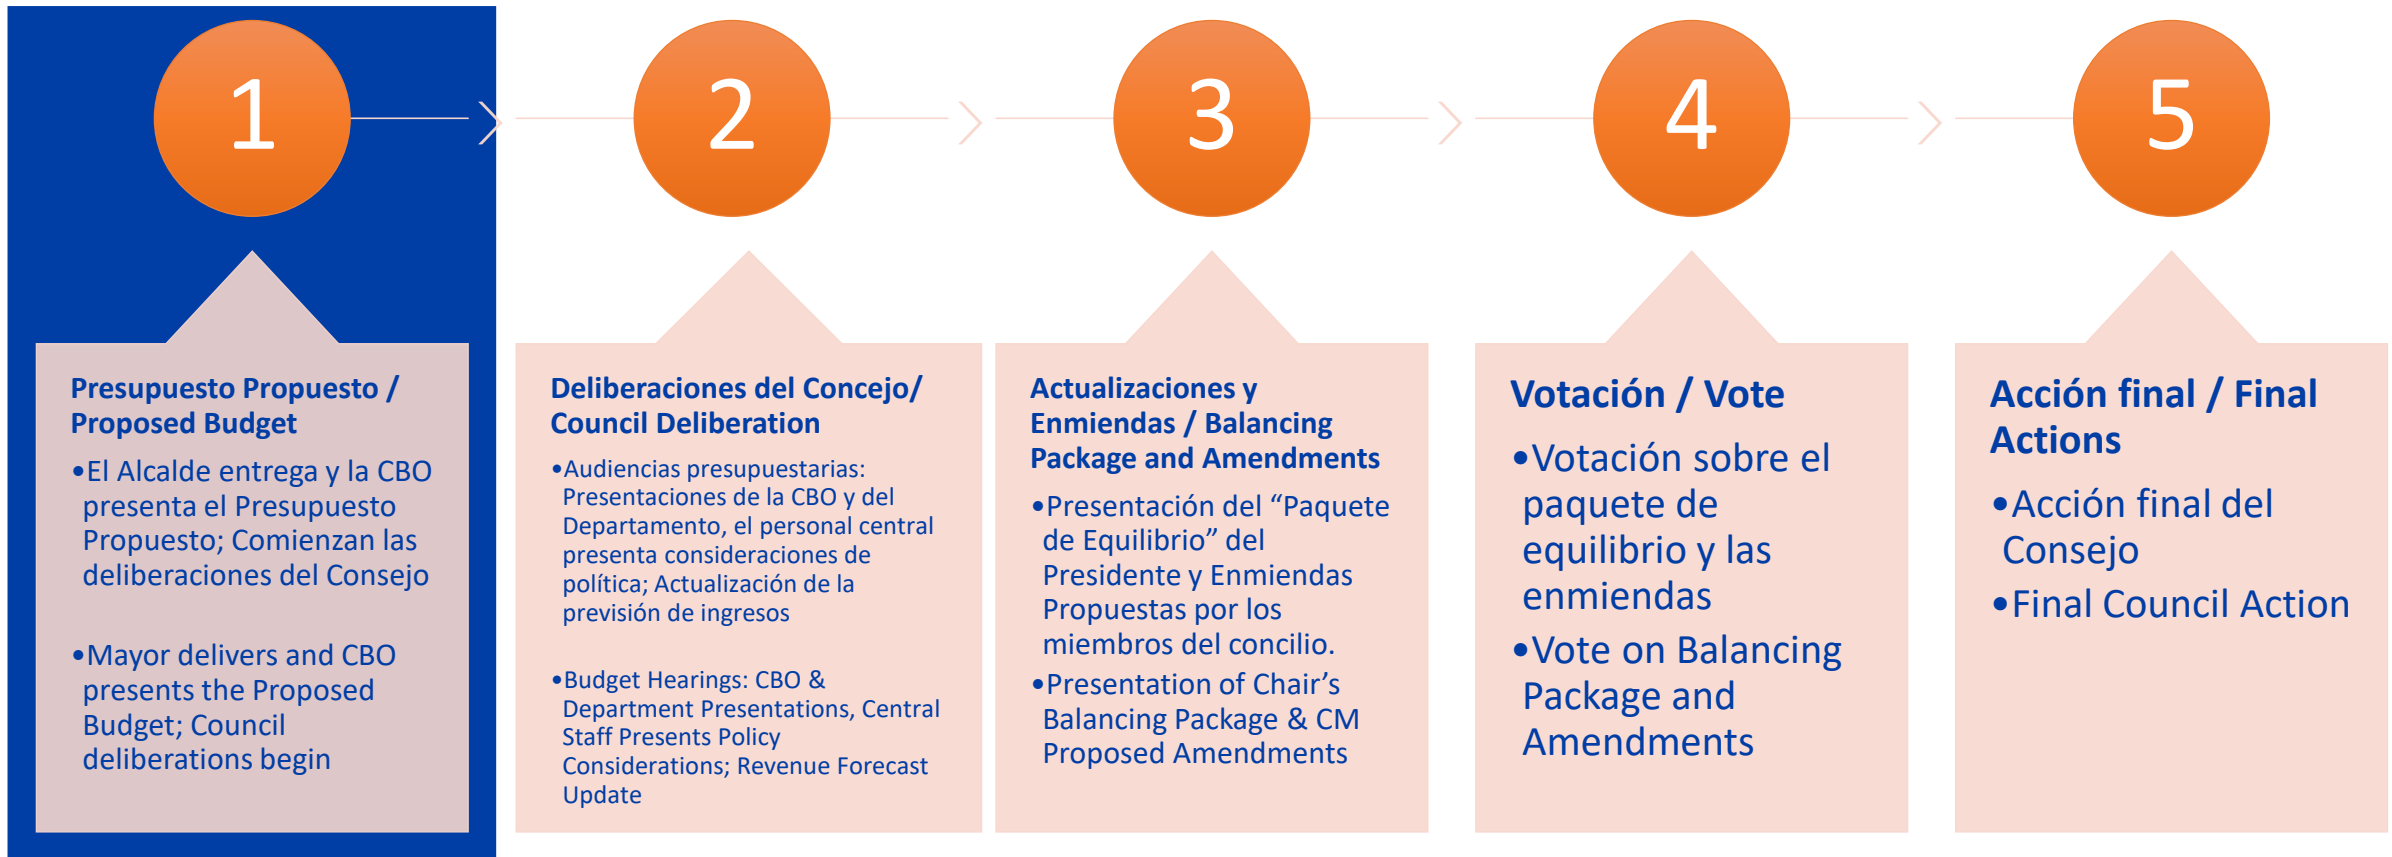 1
2
3
4
5
Presupuesto Propuesto /
Proposed Budget
•El Alcalde entrega y la CBO
presenta el Presupuesto
Propuesto; Comienzan las
deliberaciones del Consejo
•Mayor delivers and CBO
presents the Proposed
Budget; Council
deliberations begin
Deliberaciones del Concejo/
Council Deliberation
•Audiencias presupuestarias:
Presentaciones de la CBO y del
Departamento, el personal central
presenta consideraciones de
política; Actualización de la
previsión de ingresos
•Budget Hearings: CBO &
Department Presentations, Central
Staff Presents Policy
Considerations; Revenue Forecast
Update
Actualizaciones y
Enmiendas / Balancing
Package and Amendments
•Presentación del “Paquete
de Equilibrio” del
Presidente y Enmiendas
Propuestas por los
miembros del concilio.
•Presentation of Chair’s
Balancing Package & CM
Proposed Amendments
Votación / Vote
•Votación sobre el
paquete de
equilibrio y las
enmiendas
•Vote on Balancing
Package and
Amendments
Acción final / Final
Actions
•Acción final del
Consejo
•Final Council Action